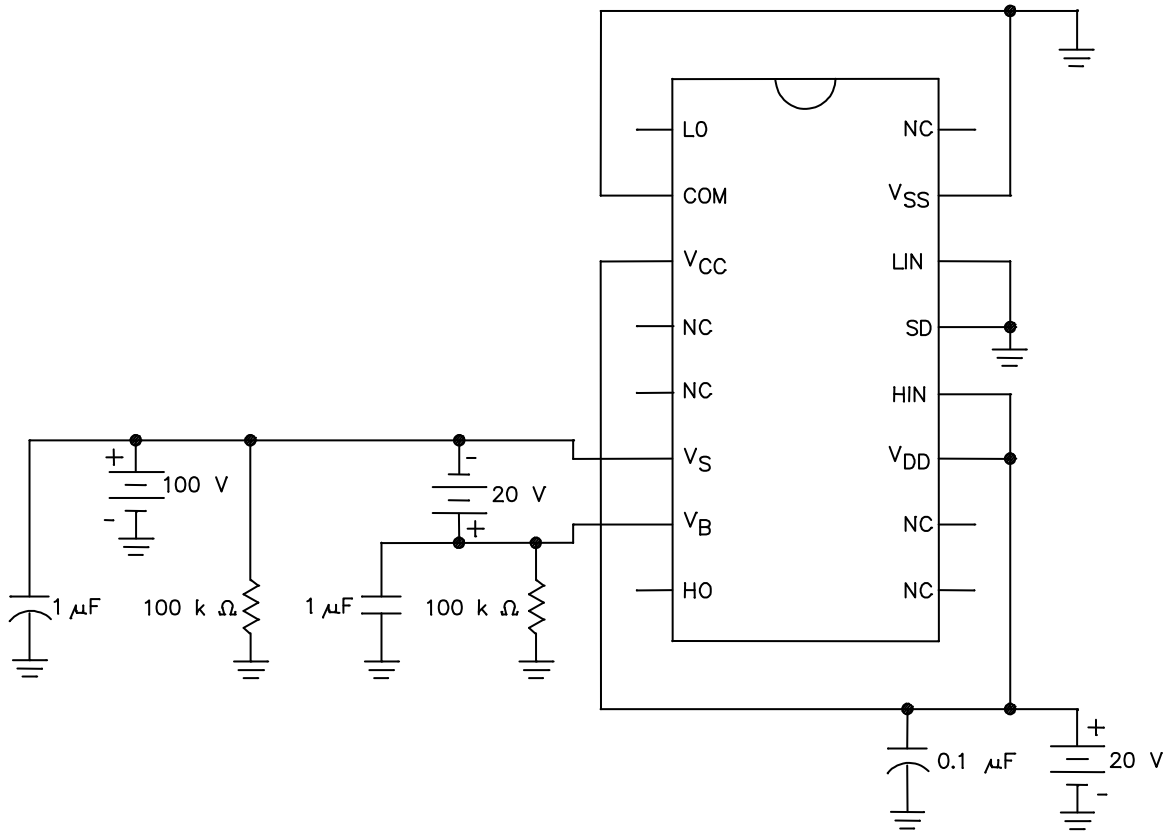 LO NC
COM VSS
VCC LIN
NC SD
NC HIN
VS VDD
VB NC
HO NC
+
100 V
-
-
20 V
+
1 μF
100 k Ω
1 μF
100 k Ω
0.1 μF
+
20 V
-